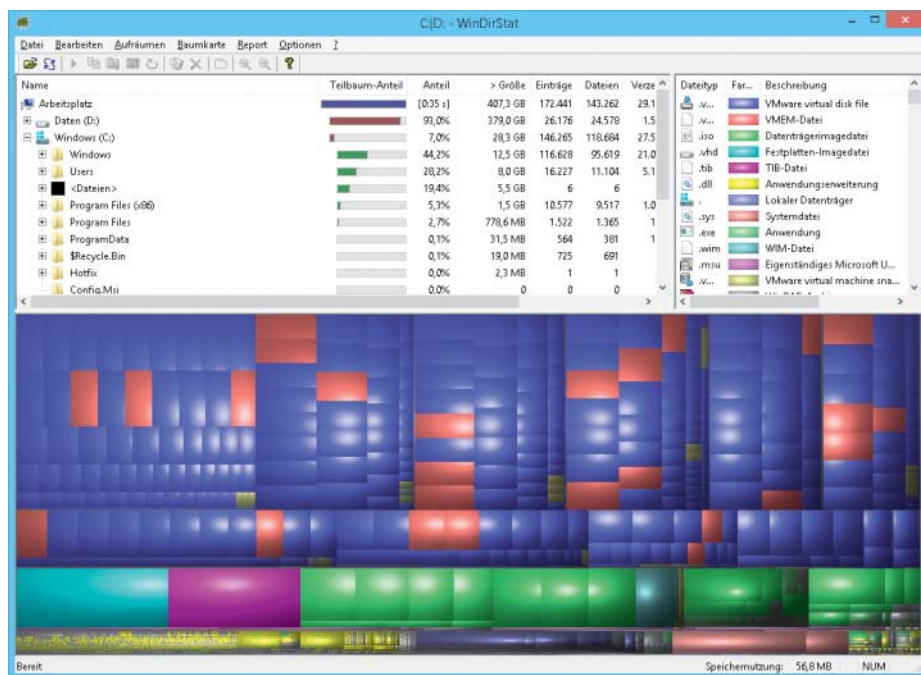 C:|D: - WinDirStat
Datei Bearbeiten Aufräumen Baumkarte Report Optionen ?
Name Teilbaum-Anteil Anteil > Größe Einträge Dateien Verze
Arbeitsplatz [0:35 s] 407,3 GB 172.441 143.262 29.1
Daten (D:) 93,0% 379,0 GB 26.176 24.578 1.5
Windows (C:) 7,0% 28,3 GB 146.265 118.684 27.5
Windows 44,2% 12,5 GB 116.628 95.619 21.0
Users 28,2% 8,0 GB 16.227 11.104 5.1
<Dateien> 19,4% 5,5 GB 6 6
Program Files (x86) 5,3% 1,5 GB 10.577 9.517 1.0
Program Files 2,7% 778,6 MB 1.522 1.365 1
ProgramData 0,1% 31,5 MB 564 381 1
$Recycle.Bin 0,1% 19,0 MB 725 691
Hotfix 0,0% 2,3 MB 1 1
Config.Msi 0,0% 0 0 0
Dateityp Far... Beschreibung
.v... VMware virtual disk file
.v... VMEM-Datei
.iso Datenträgerimagedatei
.vhd Festplatten-Imagedatei
.tib TIB-Datei
.dll Anwendungserweiterung
. Lokaler Datenträger
.sys Systemdatei
.exe Anwendung
.wim WIM-Datei
.msu Eigenständiges Microsoft U...
.v... VMware virtual machine sna...
Bereit Speichernutzung: 56,8 MB NUM